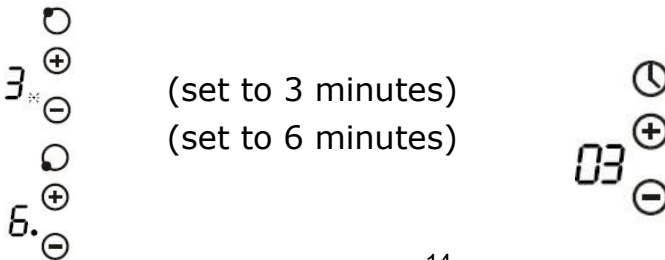 3.
(set to 3 minutes)
(set to 6 minutes)
03
6.
14